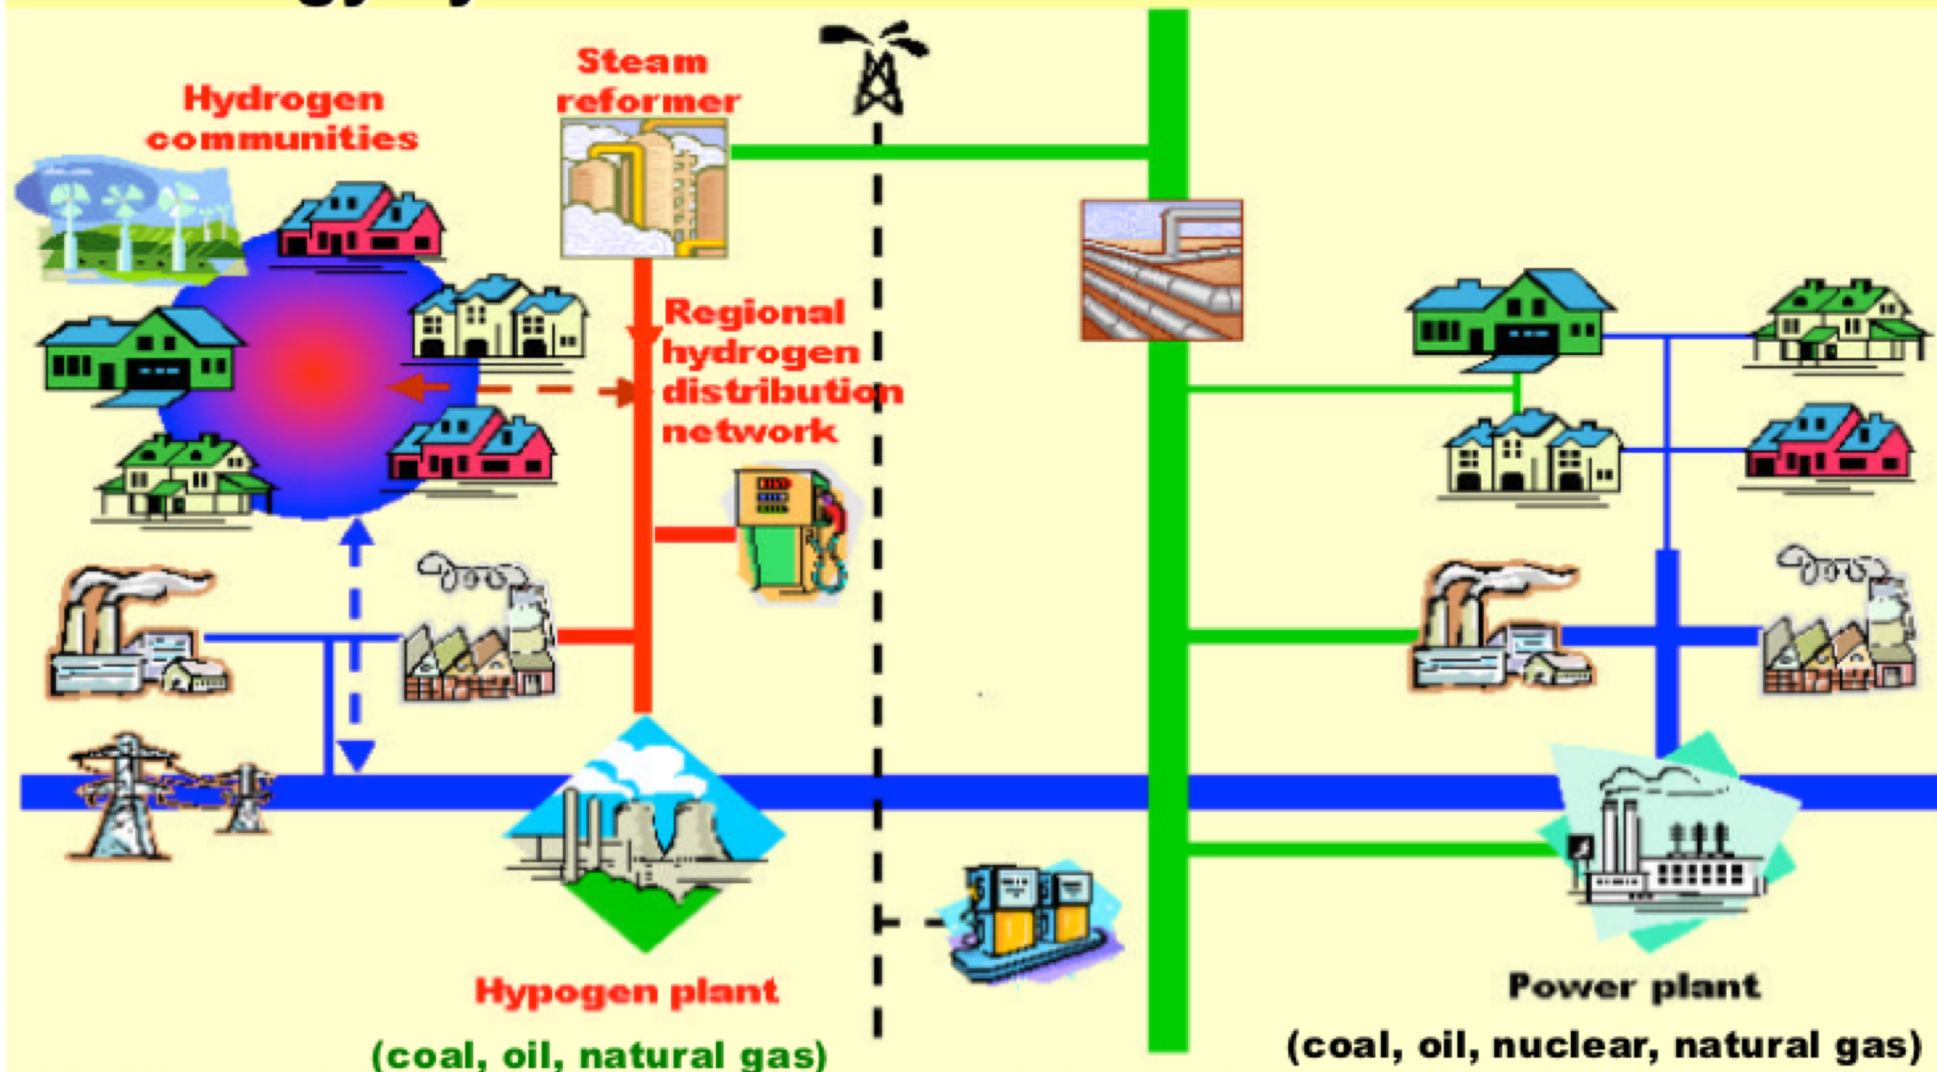 Hydrogen
communities
Steam
reformer
Regional
hydrogen
distribution
network
Hypogen plant
(coal, oil, natural gas)
Power plant
(coal, oil, nuclear, natural gas)